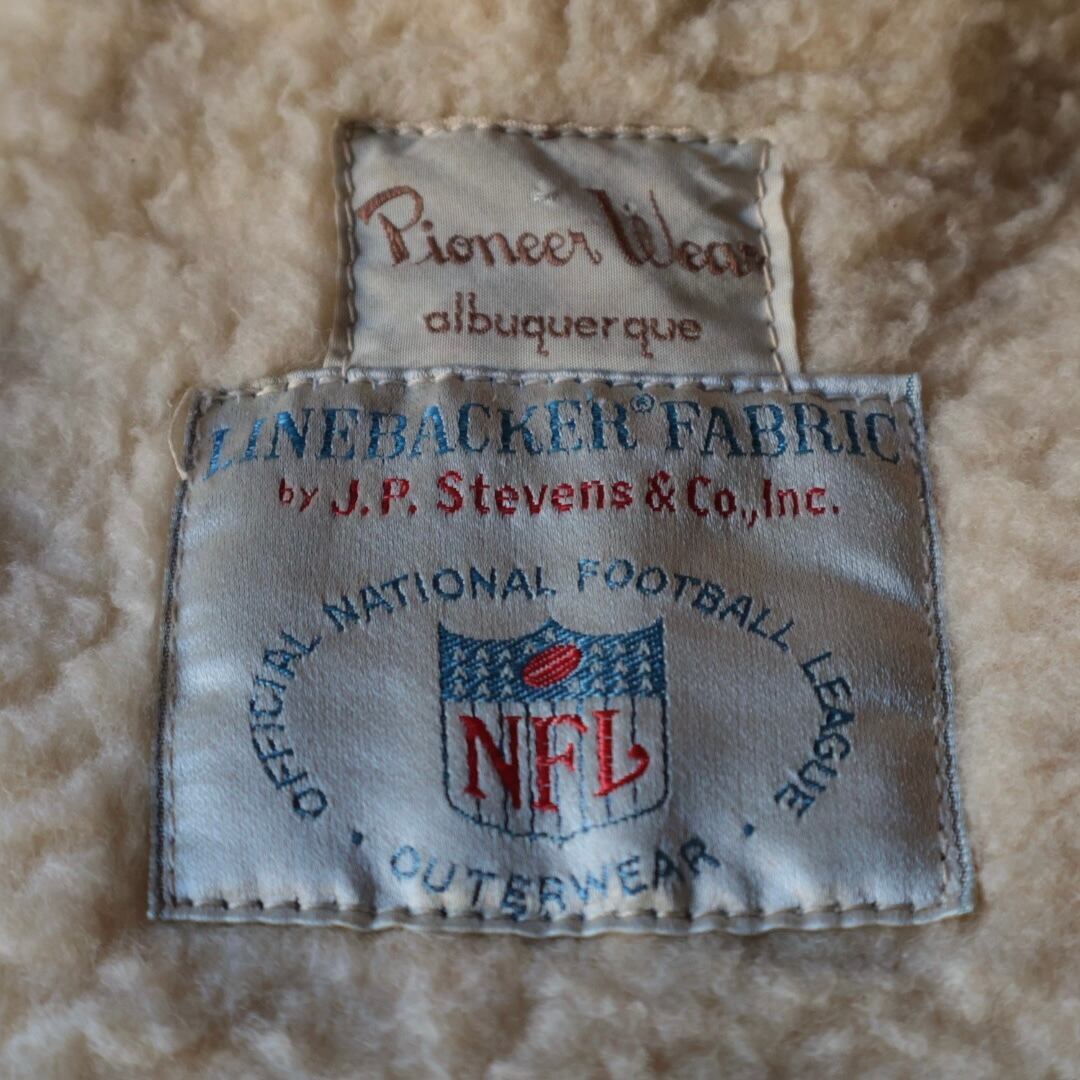 Pioneer Wear
albuquerque
LINEBACKER® FABRIC
by J.P. Stevens & Co., Inc.
OFFICIAL NATIONAL FOOTBALL LEAGUE
NFL
• OUTERWEAR •